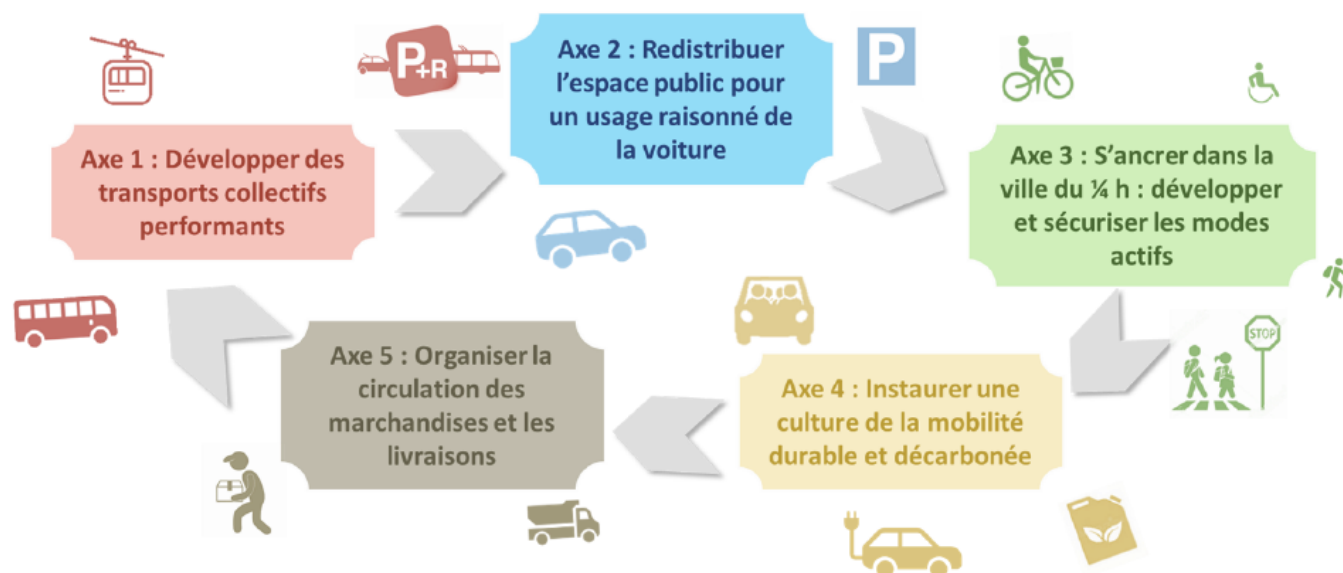 P+R
Axe 1 : Développer des
transports collectifs
performants
Axe 2 : Redistribuer
l’espace public pour
un usage raisonné de
la voiture
P
Axe 3 : S’ancrer dans la
ville du ¼ h : développer
et sécuriser les modes
actifs
STOP
Axe 4 : Instaurer une
culture de la mobilité
durable et décarbonée
Axe 5 : Organiser la
circulation des
marchandises et les
livraisons